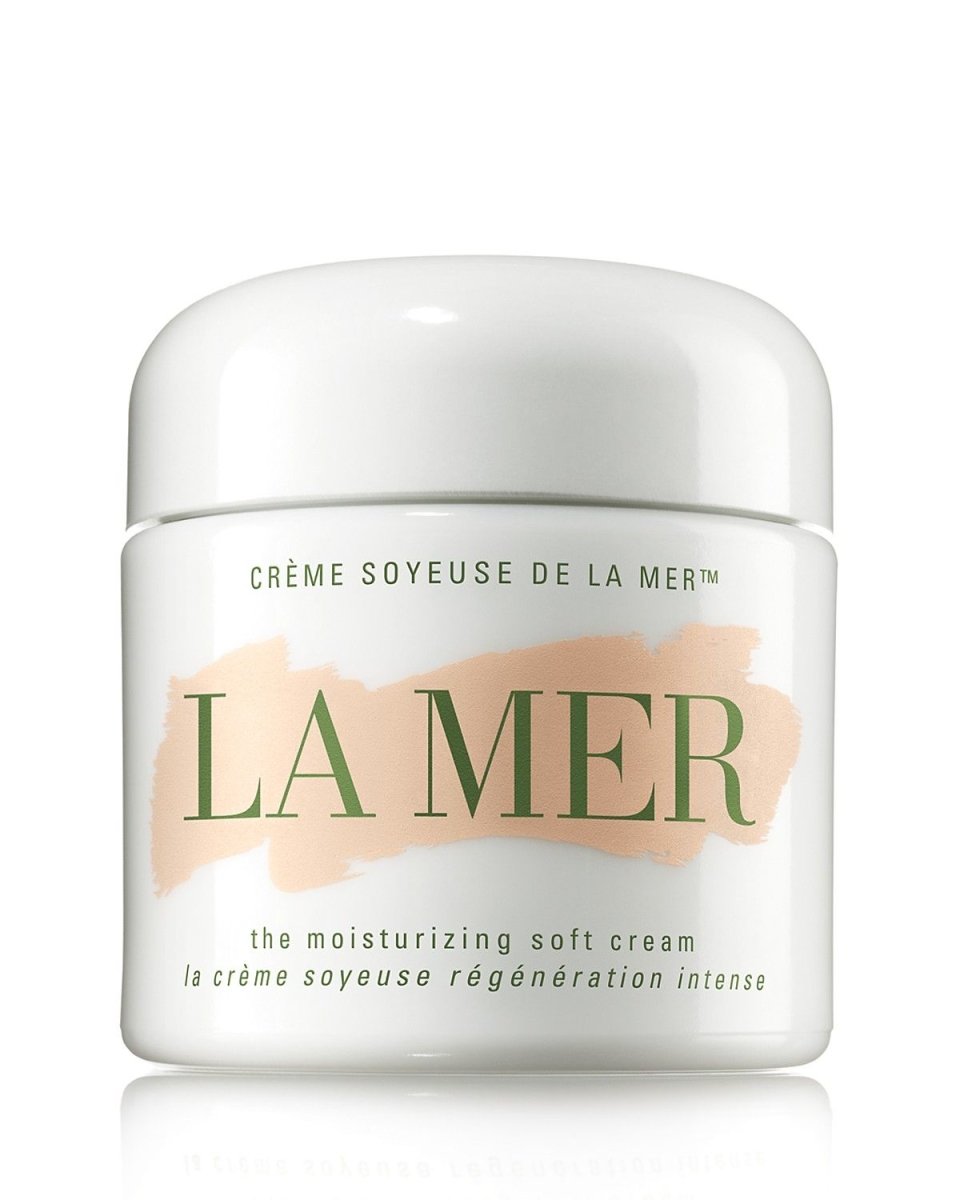 CRÈME SOYEUSE DE LA MER™
LA MER
the moisturizing soft cream
la crème soyeuse régénération intense